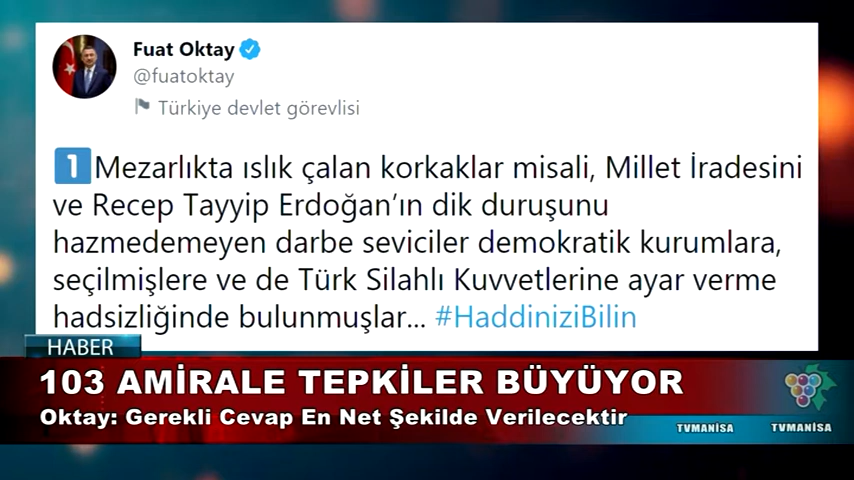 Fuat Oktay
@fuatoktay
Türkiye devlet görevlisi
1 Mezarlıkta ıslık çalan korkaklar misali, Millet İradesini
ve Recep Tayyip Erdoğan’ın dik duruşunu
hazmedemeyen darbe seviciler demokratik kurumlara,
seçilmişlere ve de Türk Silahlı Kuvvetlerine ayar verme
hadsizliğinde bulunmuşlar... #HaddiniziBilin
HABER
103 AMİRALE TEPKİLER BÜYÜYOR
Oktay: Gerekli Cevap En Net Şekilde Verilecektir
TVMANİSA
TVMANİSA